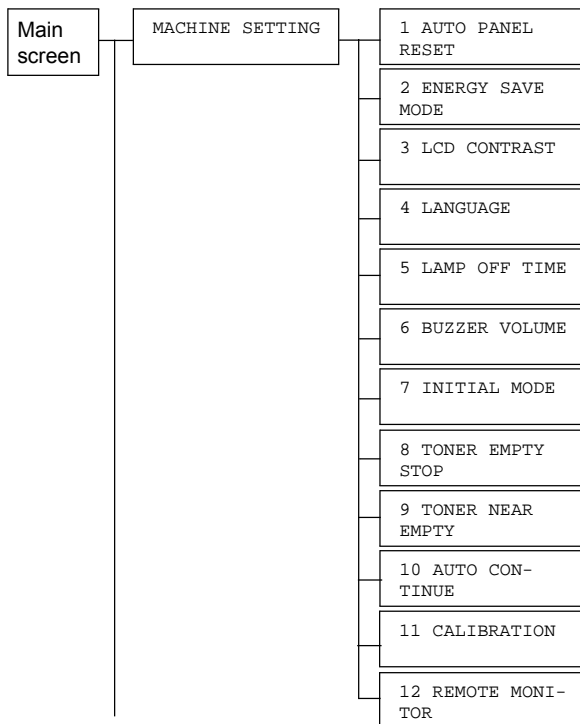 Main
screen
MACHINE SETTING
1 AUTO PANEL
RESET
2 ENERGY SAVE
MODE
3 LCD CONTRAST
4 LANGUAGE
5 LAMP OFF TIME
6 BUZZER VOLUME
7 INITIAL MODE
8 TONER EMPTY
STOP
9 TONER NEAR
EMPTY
10 AUTO CON-
TINUE
11 CALIBRATION
12 REMOTE MONI-
TOR